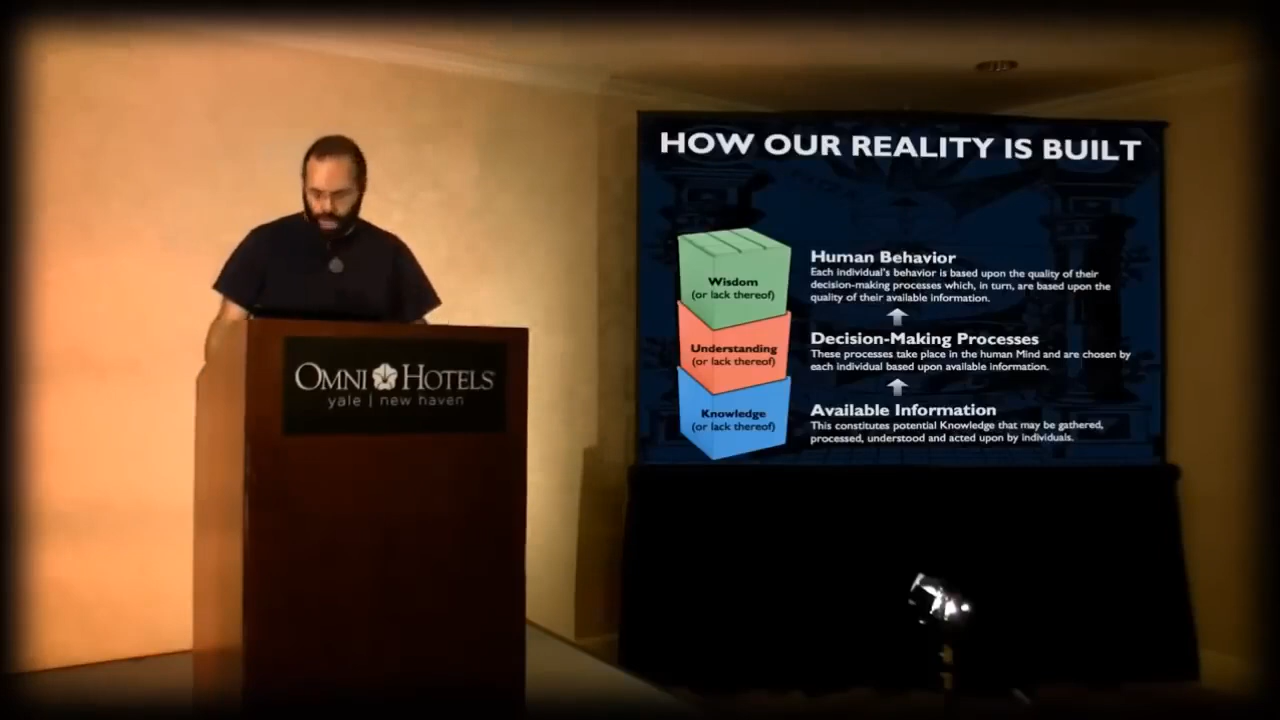 HOW OUR REALITY IS BUILT
Wisdom
(or lack thereof)
Human Behavior
Each individual's behavior is based upon the quality of their
decision-making processes which, in turn, are based upon the
quality of their available information.
Understanding
(or lack thereof)
Decision-Making Processes
These processes take place in the human Mind and are chosen by
each individual based upon available information.
Knowledge
(or lack thereof)
Available Information
This constitutes potential Knowledge that may be gathered,
processed, understood and acted upon by individuals.
OMNI HOTELS
yale | new haven